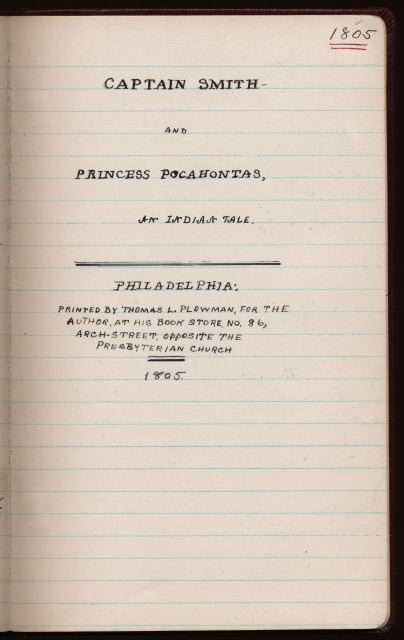 1805
CAPTAIN SMITH
AND
PRINCESS POCAHONTAS,
AN INDIAN TALE.
PHILADELPHIA:
PRINTED BY THOMAS L. PLOWMAN, FOR THE
AUTHOR, AT HIS BOOK STORE, NO. 86,
ARCH-STREET, OPPOSITE THE
PRESBYTERIAN CHURCH
1805.